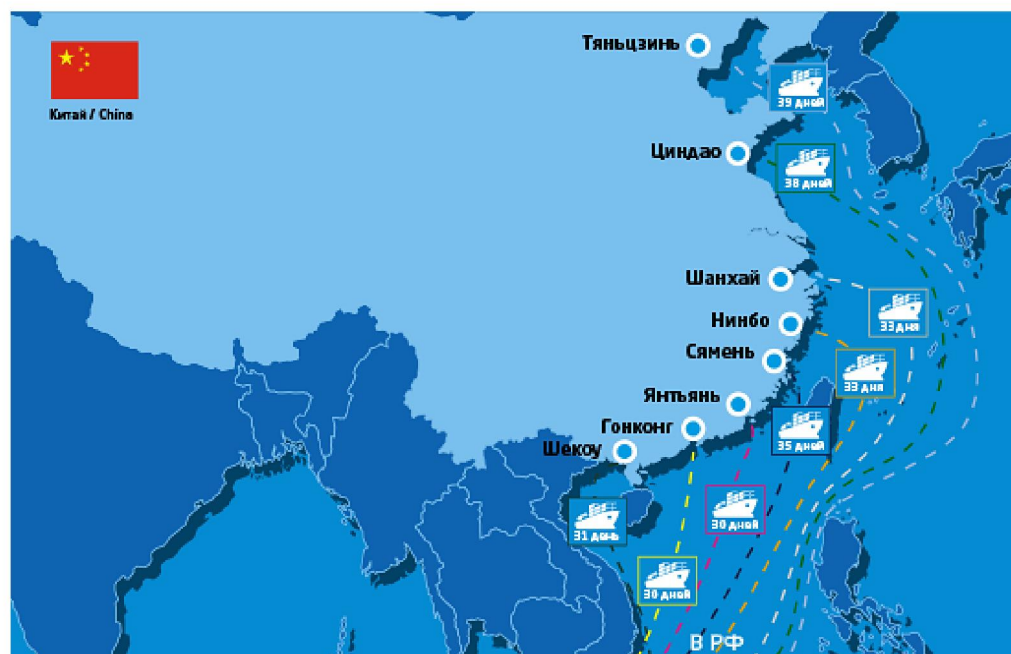 Китай / China
Тяньцзинь
39 дней
Циндао
38 дней
Шанхай
33 дня
Нинбо
Сямень
33 дня
Янтьянь
Гонконг
35 дней
Шекоу
30 дней
31 день
30 дней
В РФ